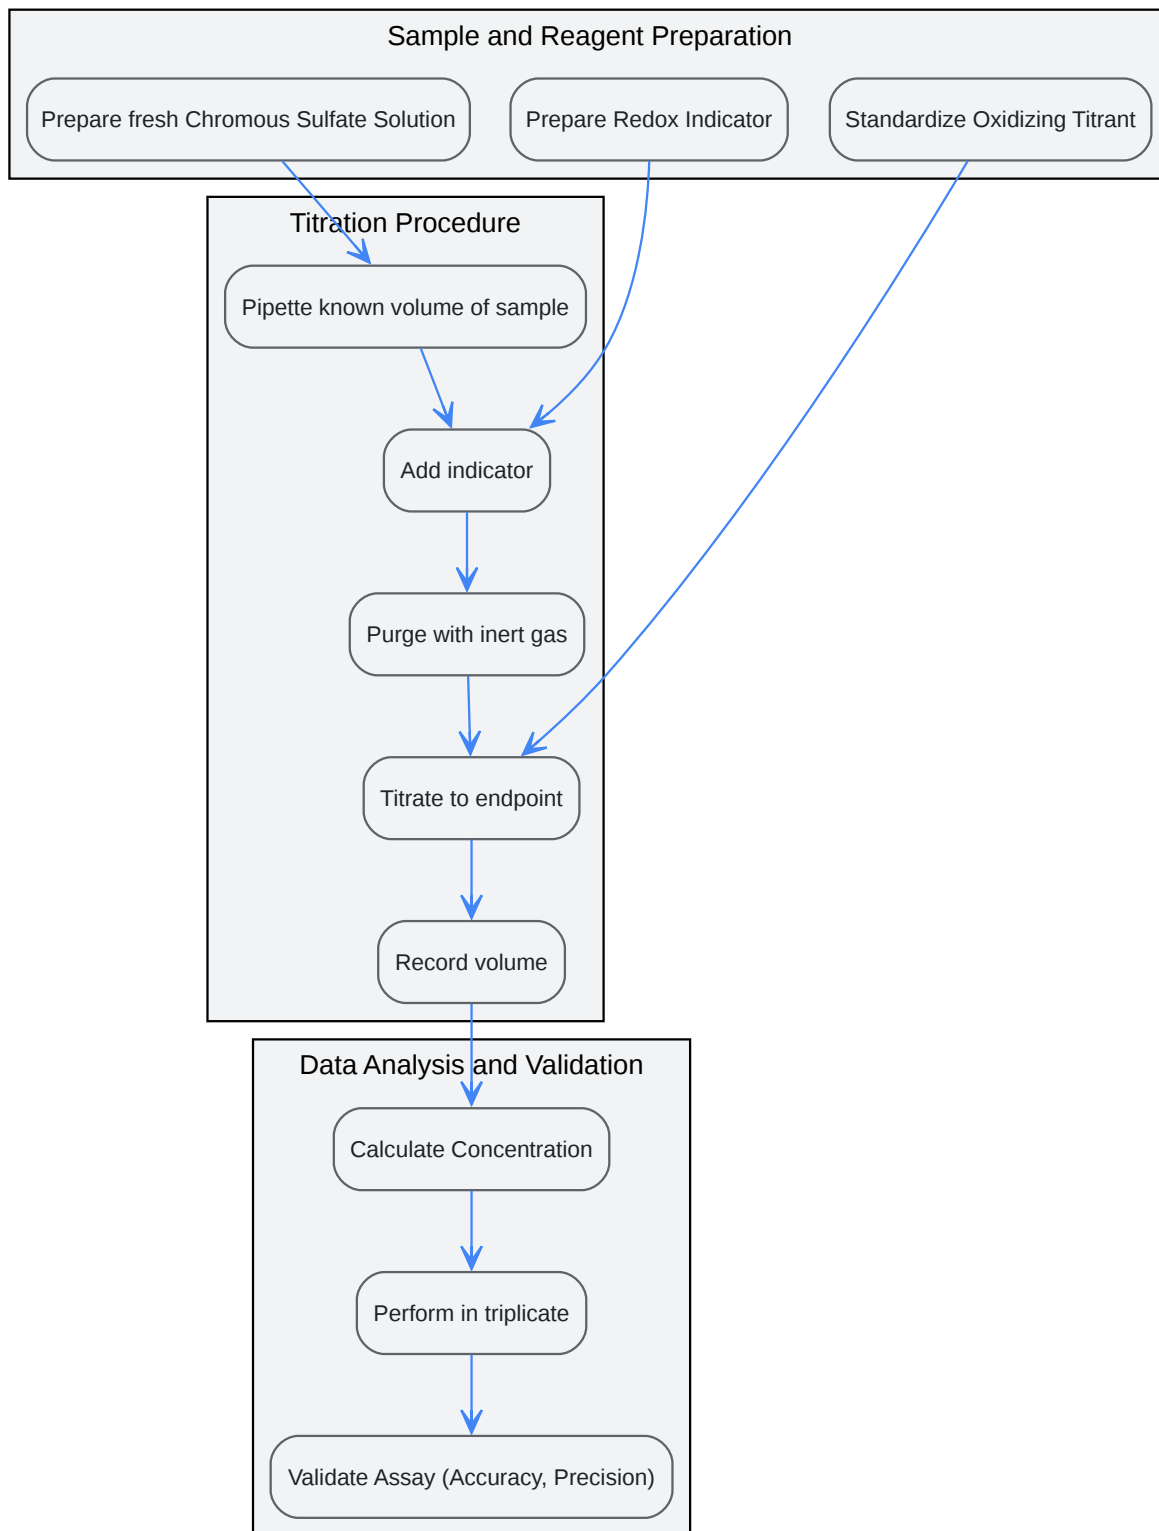 Sample and Reagent Preparation
Prepare fresh Chromous Sulfate Solution
Prepare Redox Indicator
Standardize Oxidizing Titrant
Titration Procedure
Pipette known volume of sample
Add indicator
Purge with inert gas
Titrate to endpoint
Record volume
Data Analysis and Validation
Calculate Concentration
Perform in triplicate
Validate Assay (Accuracy, Precision)